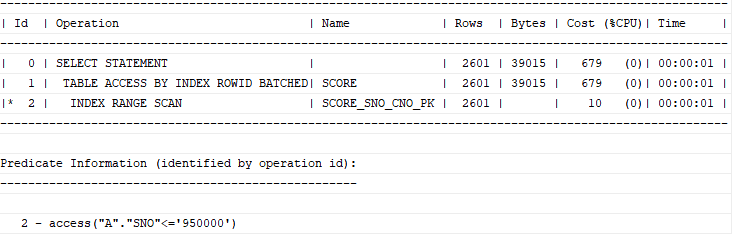 --------------------------------------------------------------------------------------------------------
| Id  | Operation                           | Name           | Rows  | Bytes | Cost (%CPU)| Time     |
--------------------------------------------------------------------------------------------------------
|   0 | SELECT STATEMENT                    |                |  2601 | 39015 |   679   (0)| 00:00:01 |
|   1 |  TABLE ACCESS BY INDEX ROWID BATCHED| SCORE          |  2601 | 39015 |   679   (0)| 00:00:01 |
|*  2 |   INDEX RANGE SCAN                  | SCORE_SNO_CNO_PK |  2601 |       |    10   (0)| 00:00:01 |
--------------------------------------------------------------------------------------------------------
Predicate Information (identified by operation id):
---------------------------------------------------
2 - access("A"."SNO"<='950000')